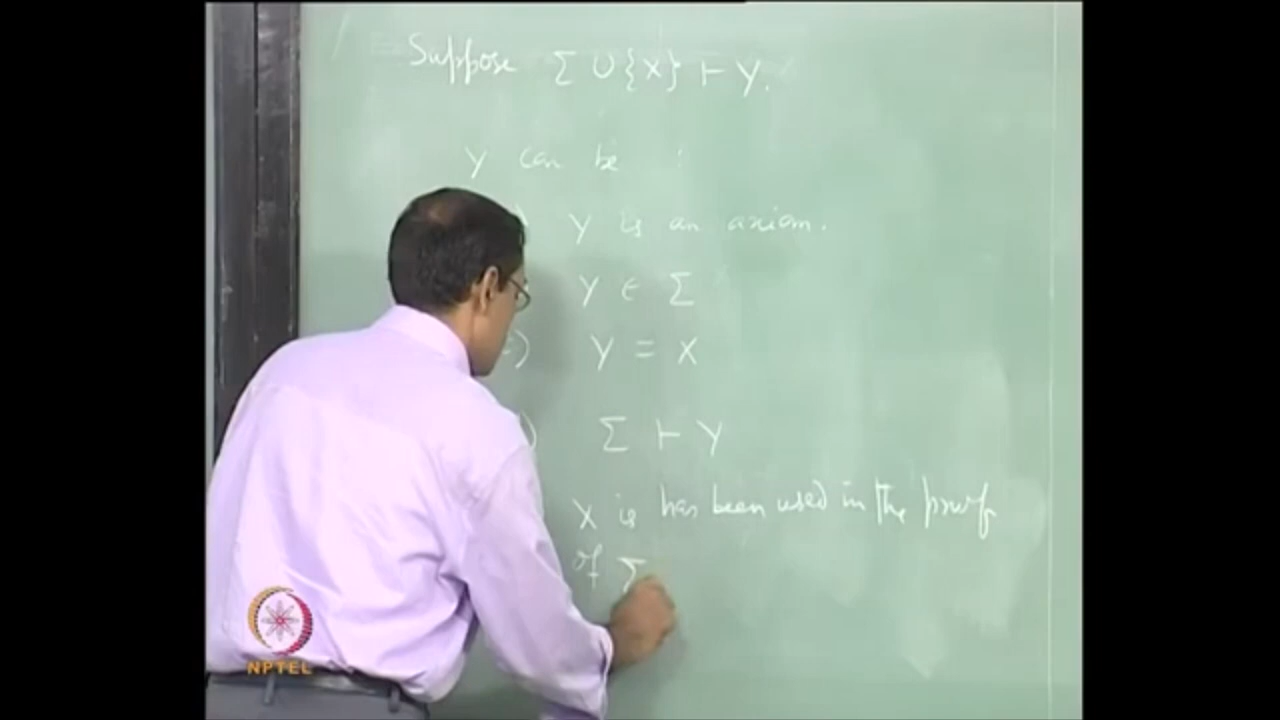 Suppose Σ ∪ {X} ⊢ Y.
Y can be :
) Y is an axiom.
Y ∈ Σ
) Y = X
) Σ ⊢ Y
X is has been used in the proof
of Σ
NPTEL